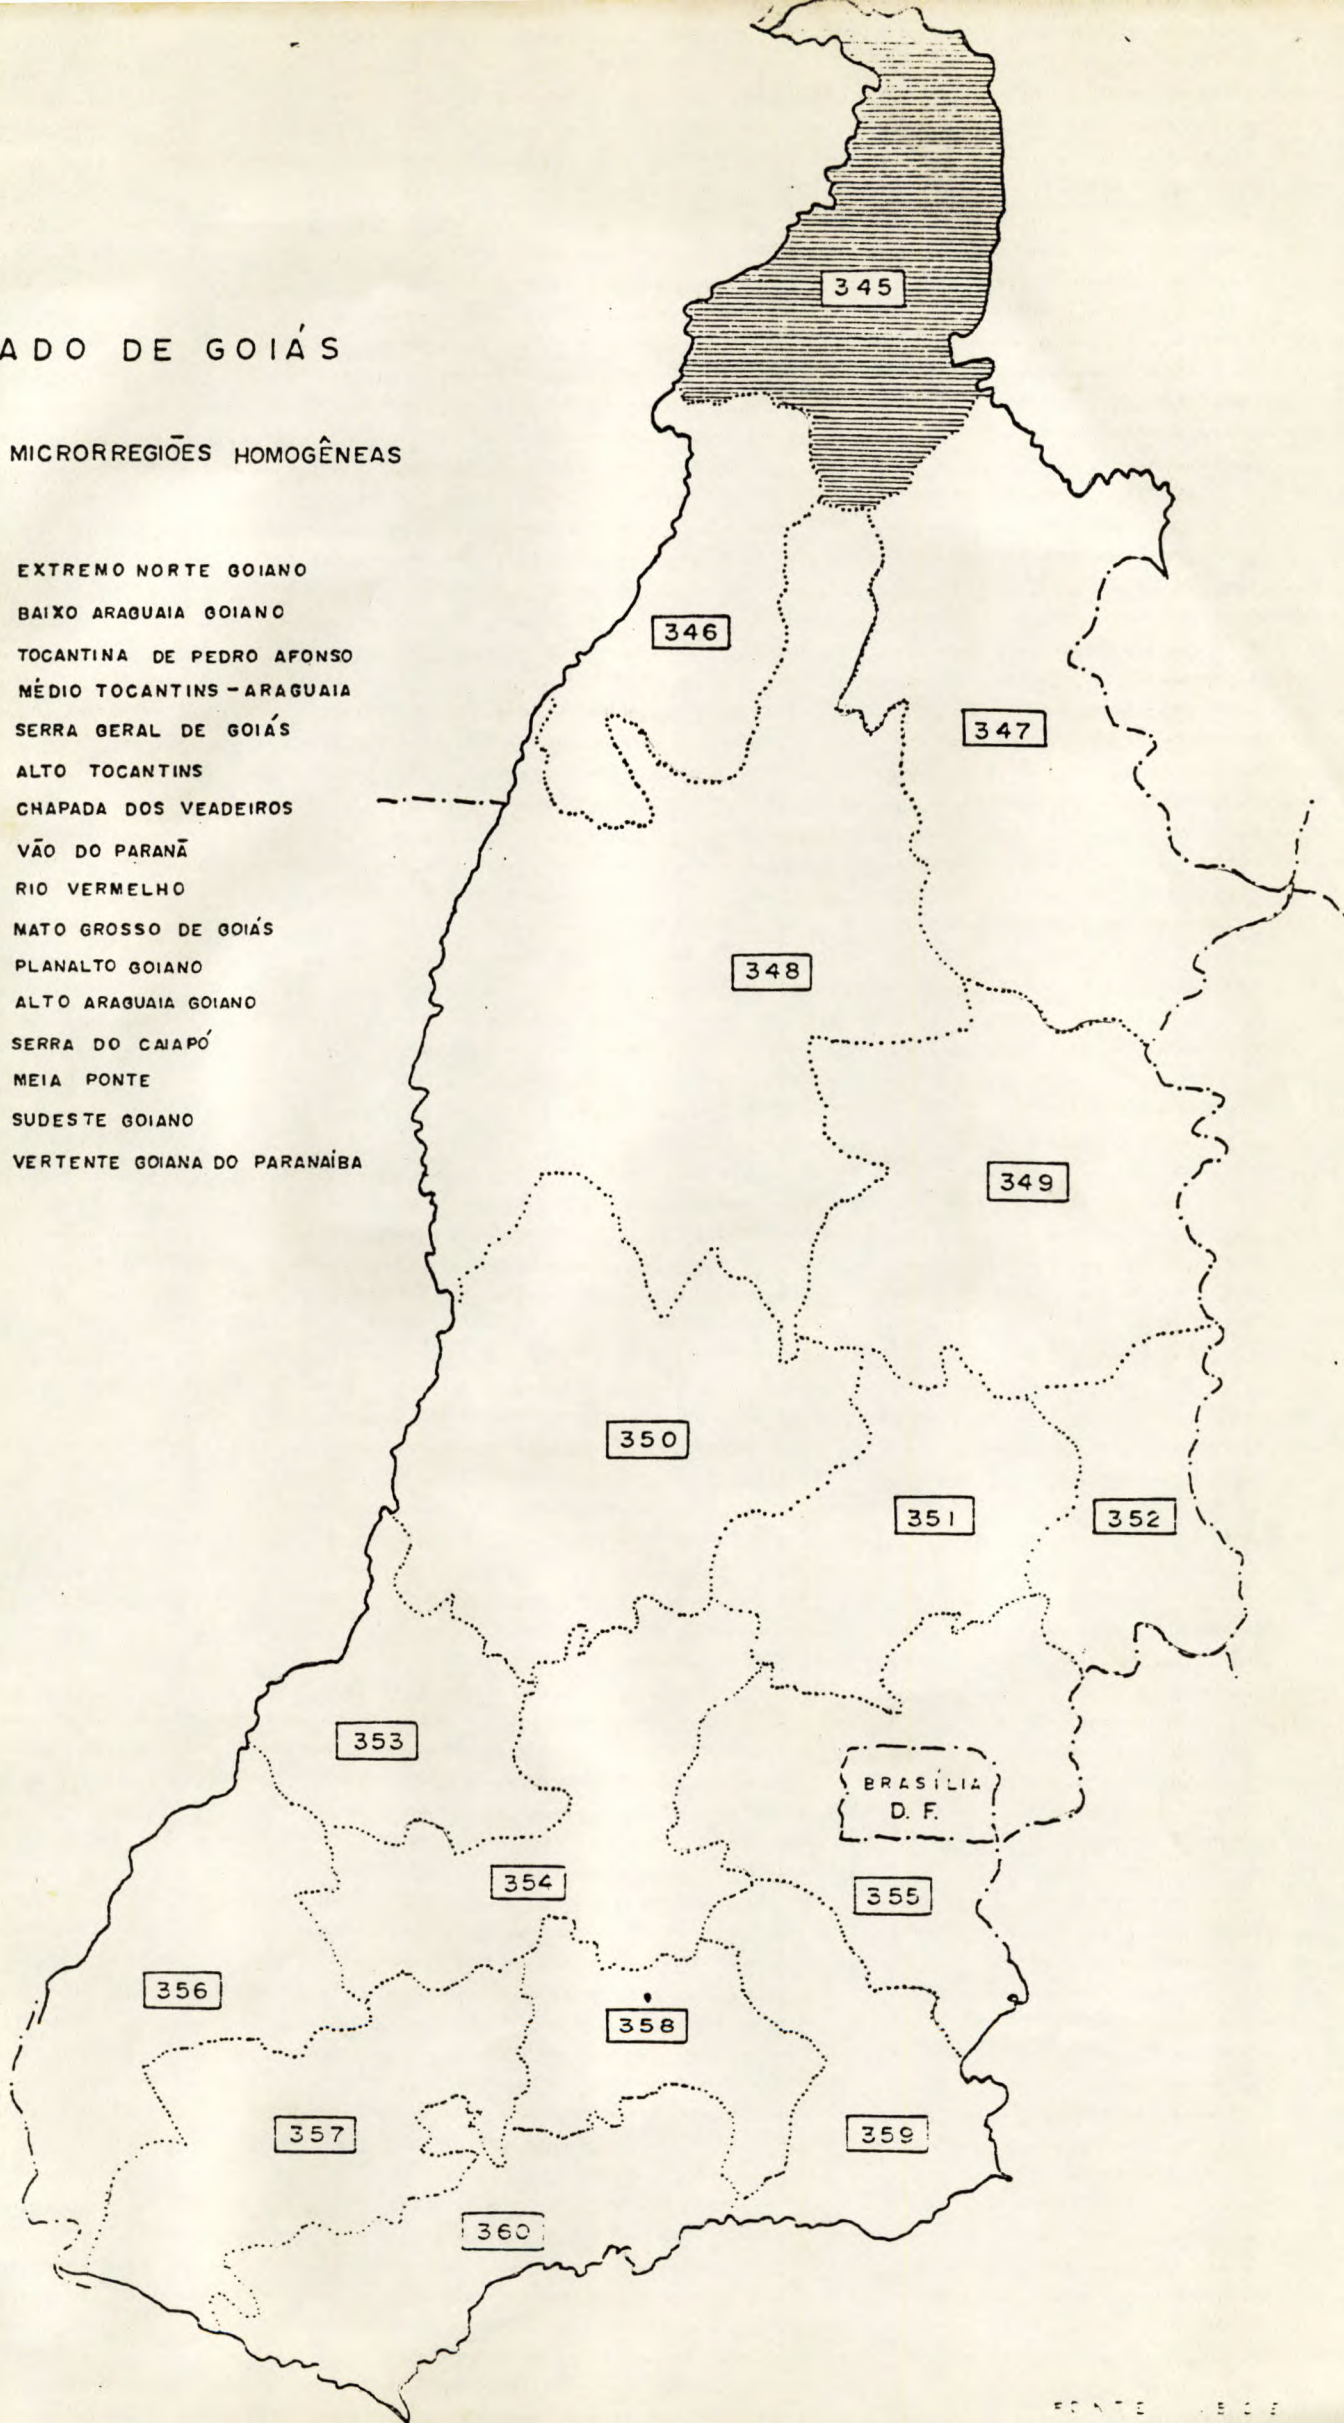 ADO DE GOIÁS
MICRORREGIÕES HOMOGÊNEAS
EXTREMO NORTE GOIANO
BAIXO ARAGUAIA GOIANO
TOCANTINA DE PEDRO AFONSO
MÉDIO TOCANTINS - ARAGUAIA
SERRA GERAL DE GOIÁS
ALTO TOCANTINS
CHAPADA DOS VEADEIROS
VÃO DO PARANÃ
RIO VERMELHO
MATO GROSSO DE GOIÁS
PLANALTO GOIANO
ALTO ARAGUAIA GOIANO
SERRA DO CAIAPÓ
MEIA PONTE
SUDESTE GOIANO
VERTENTE GOIANA DO PARANAÍBA
345
346
347
348
349
350
351
352
353
BRASÍLIA
D. F.
354
355
356
358
357
359
360
FONTE